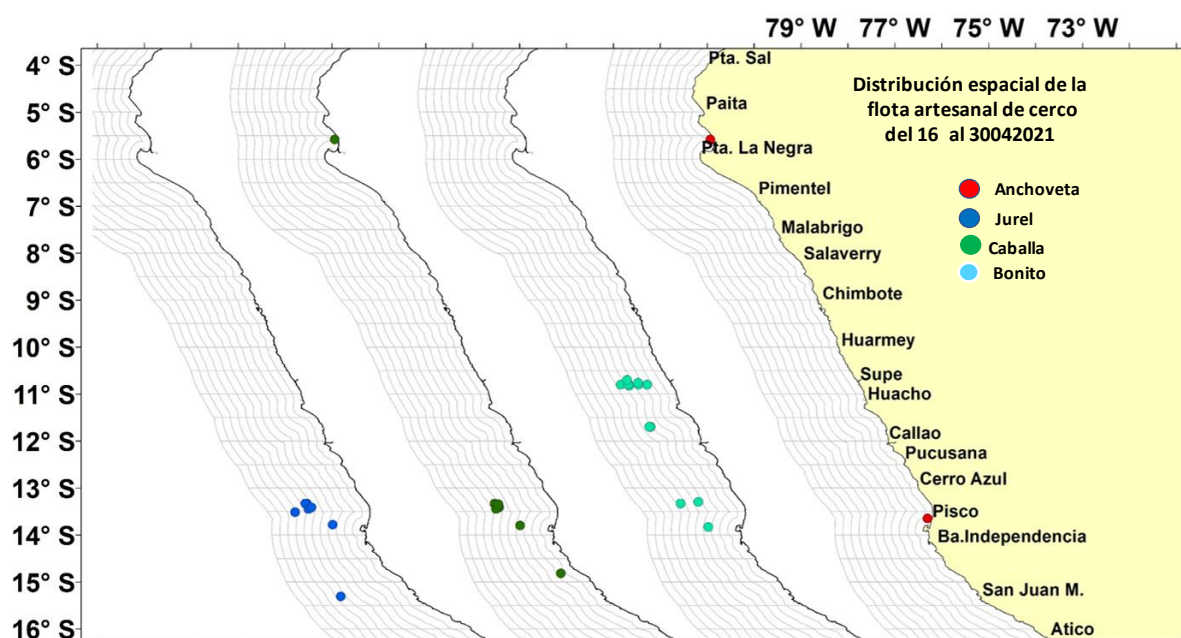 79° W 77° W 75° W 73° W
4° S
5° S
6° S
7° S
8° S
9° S
10° S
11° S
12° S
13° S
14° S
15° S
16° S
Pta. Sal
Paita
Pta. La Negra
Pimentel
Malabrigo
Salaverry
Chimbote
Huarmey
Supe
Huacho
Callao
Pucusana
Cerro Azul
Pisco
Ba.Independencia
San Juan M.
Atico
Distribución espacial de la
flota artesanal de cerco
del 16 al 30042021
Anchoveta
Jurel
Caballa
Bonito